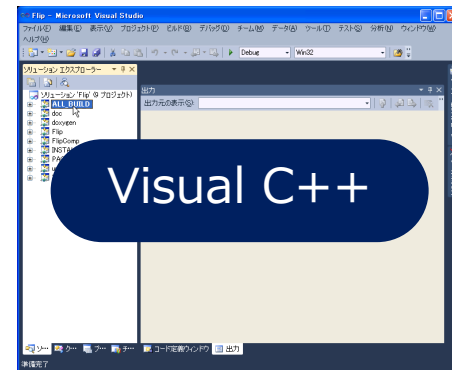 Flip - Microsoft Visual Studio
ファイル(F) 編集(E) 表示(V) プロジェクト(P) ビルド(B) デバッグ(D) チーム(M) データ(A) ツール(T) テスト(S) 分析(N) ウィンドウ(W)
ヘルプ(H)
Debug Win32
ソリューション エクスプローラー
ソリューション 'Flip' (9 プロジェクト)
ALL_BUILD
doc
doxygen
Flip
FlipComp
出力
出力元の表示(S):
Visual C++
ソ... ク... プ... チ... コード定義ウィンドウ 出力
準備完了